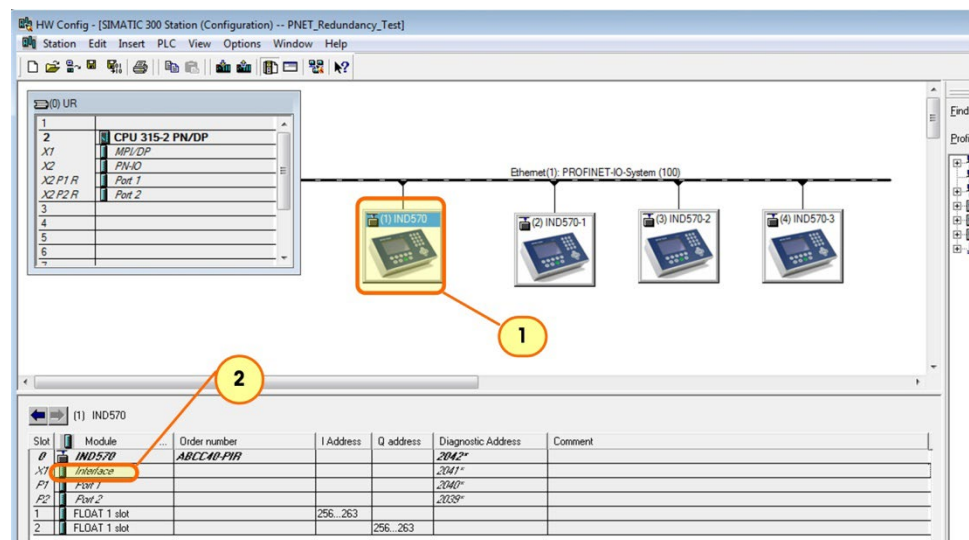 HW Config - [SIMATIC 300 Station (Configuration) -- PNET_Redundancy_Test]
Station Edit Insert PLC View Options Window Help
(0) UR
1
2 CPU 315-2 PN/DP
X1 MPI/DP
X2 PN-IO
X2 P1 R Port 1
X2 P2 R Port 2
3
4
5
6
7
Ethernet(1): PROFINET-IO-System (100)
(1) IND570
(2) IND570-1
(3) IND570-2
(4) IND570-3
Find
Profi
1
2
(1) IND570
Slot Module ... Order number I Address Q address Diagnostic Address Comment
0 IND570 ABCC40-PIR 2042*
X1 Interface 2041*
P1 Port 1 2040*
P2 Port 2 2039*
1 FLOAT 1 slot 256...263
2 FLOAT 1 slot 256...263